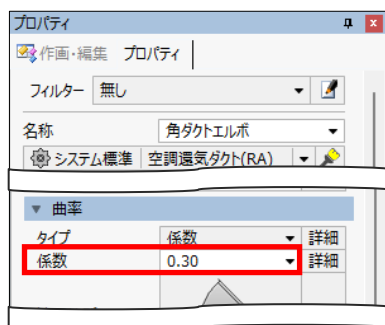 プロパティ
作画・編集 プロパティ
フィルター 無し
名称 角ダクトエルボ
システム標準 空調還気ダクト(RA)
曲率
タイプ 係数 詳細
係数 0.30 詳細